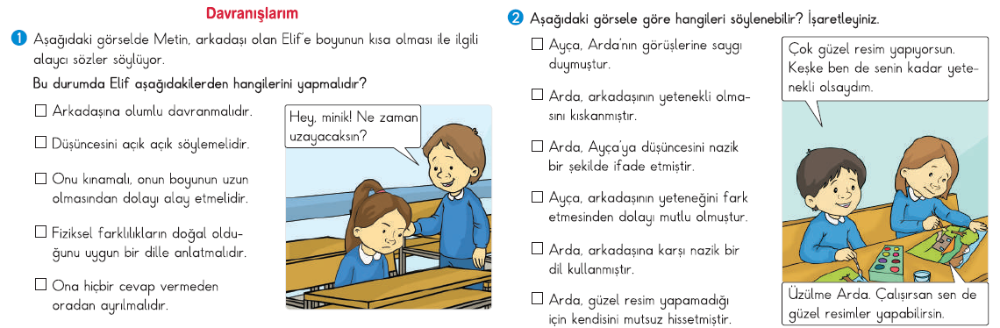 Davranışlarım
1 Aşağıdaki görselde Metin, arkadaşı olan Elif'e boyunun kısa olması ile ilgili
alaycı sözler söylüyor.
Bu durumda Elif aşağıdakilerden hangilerini yapmalıdır?
Arkadaşına olumlu davranmalıdır.
Düşüncesini açık açık söylemelidir.
Onu kınamalı, onun boyunun uzun
olmasından dolayı alay etmelidir.
Fiziksel farklılıkların doğal oldu-
ğunu uygun bir dille anlatmalıdır.
Ona hiçbir cevap vermeden
oradan ayrılmalıdır.
Hey, minik! Ne zaman
uzayacaksın?
2 Aşağıdaki görsele göre hangileri söylenebilir? İşaretleyiniz.
Ayça, Arda'nın görüşlerine saygı
duymuştur.
Arda, arkadaşının yetenekli olma-
sını kıskanmıştır.
Arda, Ayça'ya düşüncesini nazik
bir şekilde ifade etmiştir.
Ayça, arkadaşının yeteneğini fark
etmesinden dolayı mutlu olmuştur.
Arda, arkadaşına karşı nazik bir
dil kullanmıştır.
Arda, güzel resim yapamadığı
için kendisini mutsuz hissetmiştir.
Çok güzel resim yapıyorsun.
Keşke ben de senin kadar yete-
nekli olsaydım.
Üzülme Arda. Çalışırsan sen de
güzel resimler yapabilirsin.